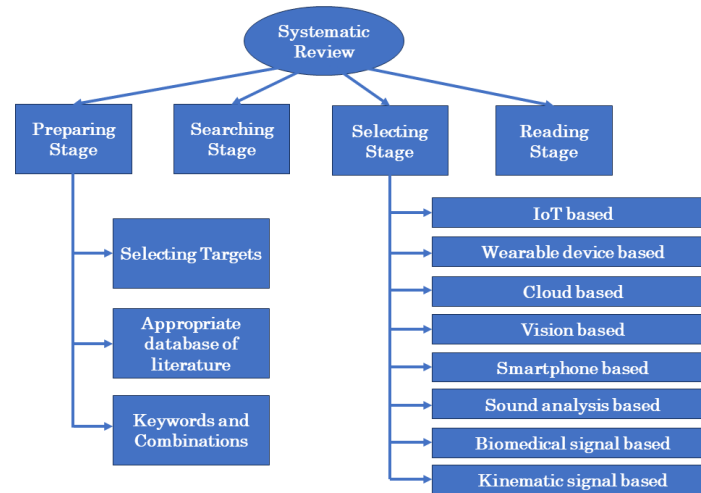 Systematic
Review
Preparing
Stage
Searching
Stage
Selecting
Stage
Reading
Stage
Selecting Targets
Appropriate
database of
literature
Keywords and
Combinations
IoT based
Wearable device based
Cloud based
Vision based
Smartphone based
Sound analysis based
Biomedical signal based
Kinematic signal based